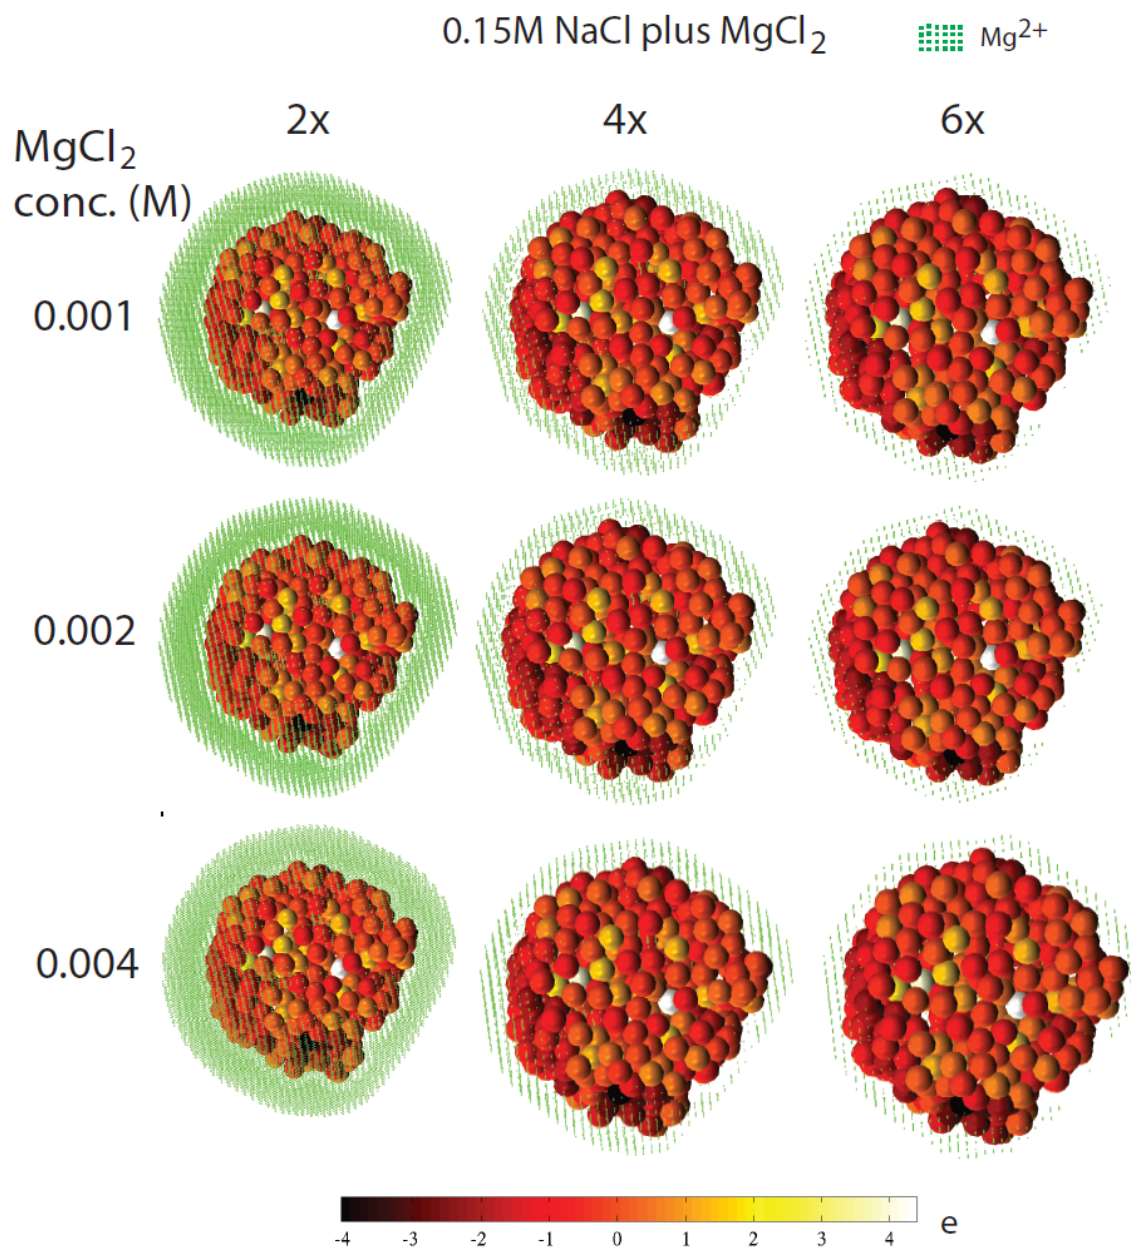 0.15M NaCl plus MgCl₂ Mg²⁺
2x 4x 6x
MgCl₂
conc. (M)
0.001
0.002
0.004
-4 -3 -2 -1 0 1 2 3 4 e